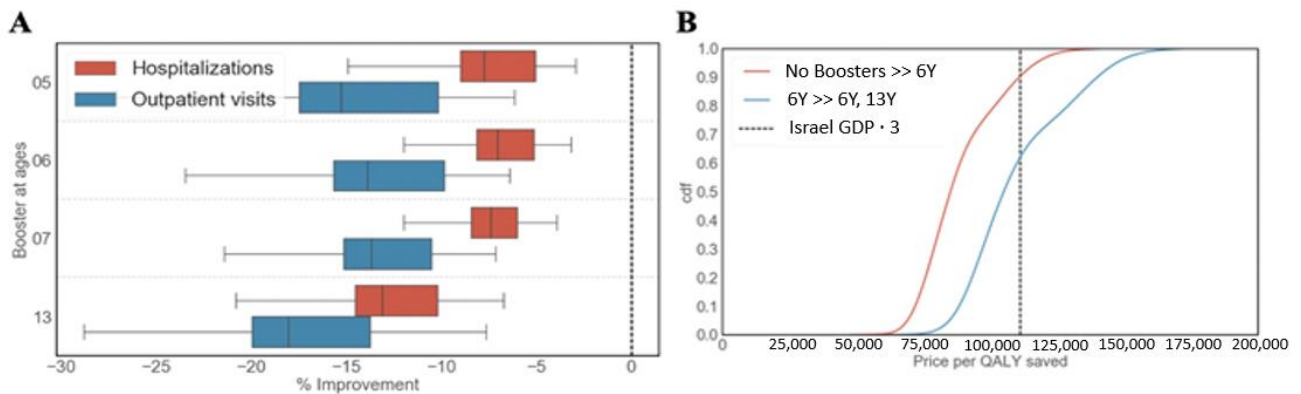 A
Hospitalizations
Outpatient visits
05
06
07
13
Booster at ages
−30 −25 −20 −15 −10 −5 0
% Improvement
B
No Boosters >> 6Y
6Y >> 6Y, 13Y
Israel GDP · 3
1.0
0.9
0.8
0.7
0.6
0.5
0.4
0.3
0.2
0.1
0.0
cdf
0 25,000 50,000 75,000 100,000 125,000 150,000 175,000 200,000
Price per QALY saved